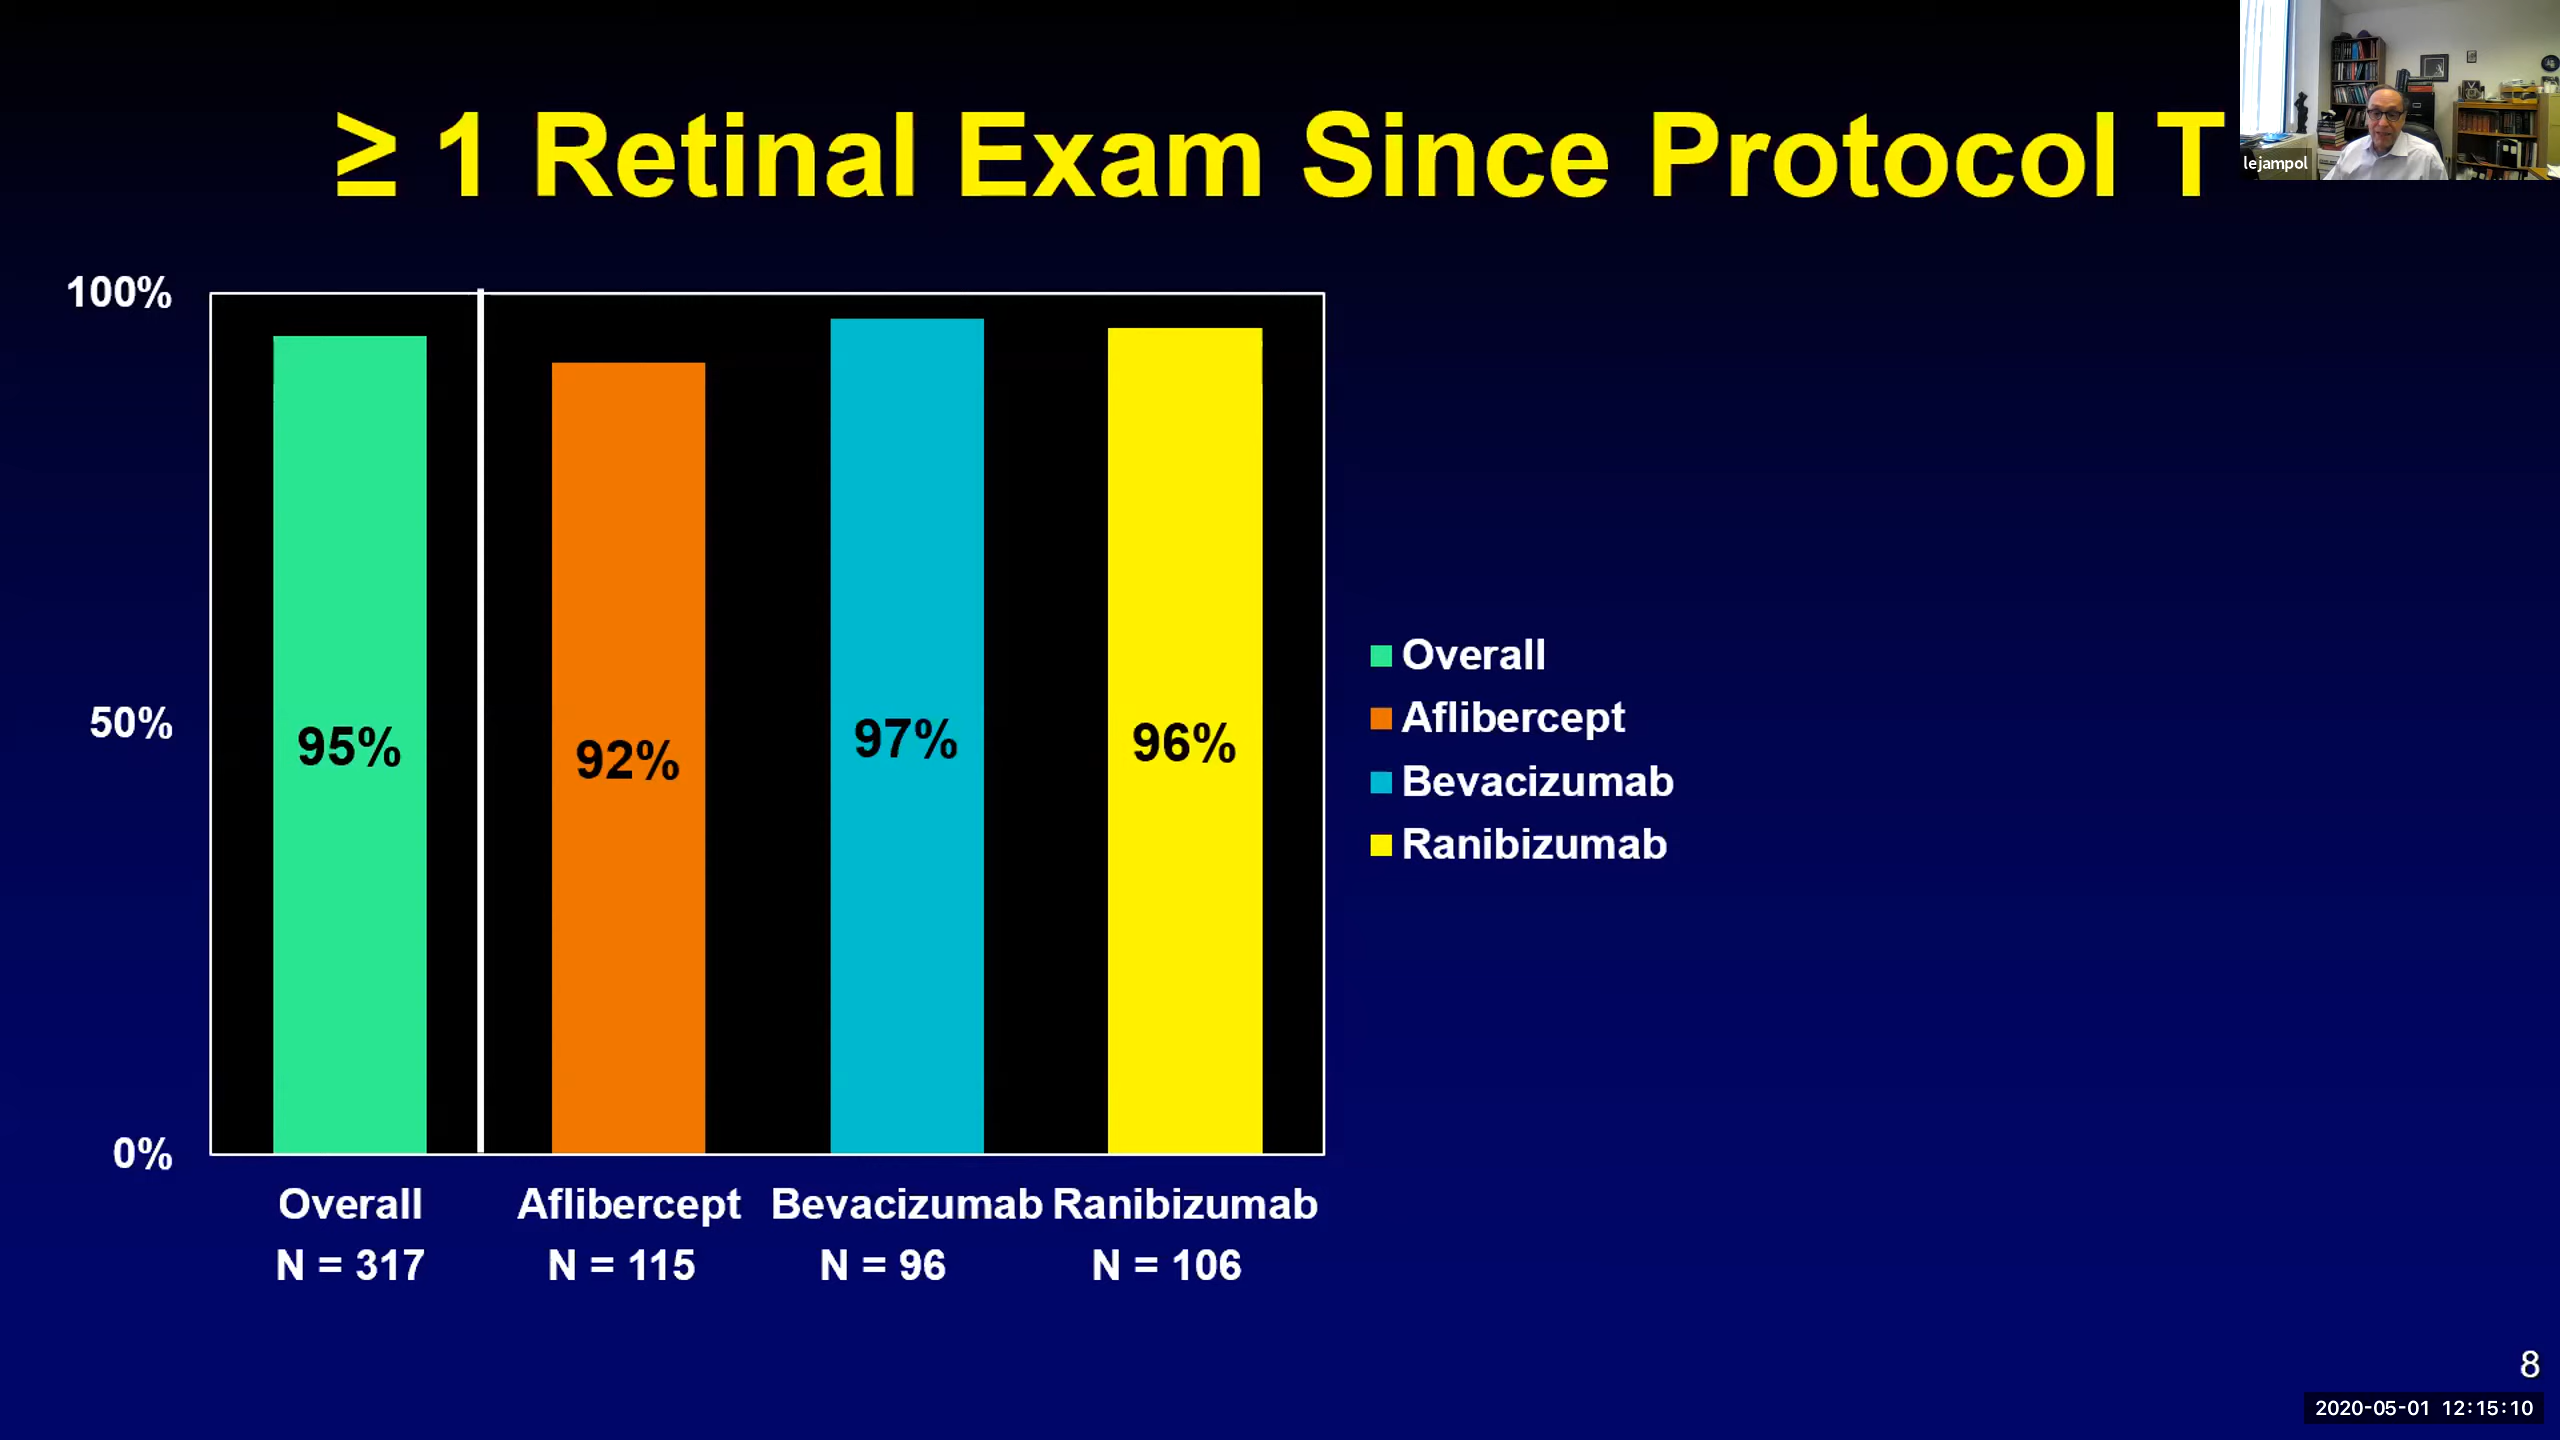 ≥ 1 Retinal Exam Since Protocol T
lejampol
100%
50%
0%
95%
92%
97%
96%
Overall
Aflibercept
Bevacizumab
Ranibizumab
Overall Aflibercept Bevacizumab Ranibizumab
N = 317 N = 115 N = 96 N = 106
8
2020-05-01 12:15:10